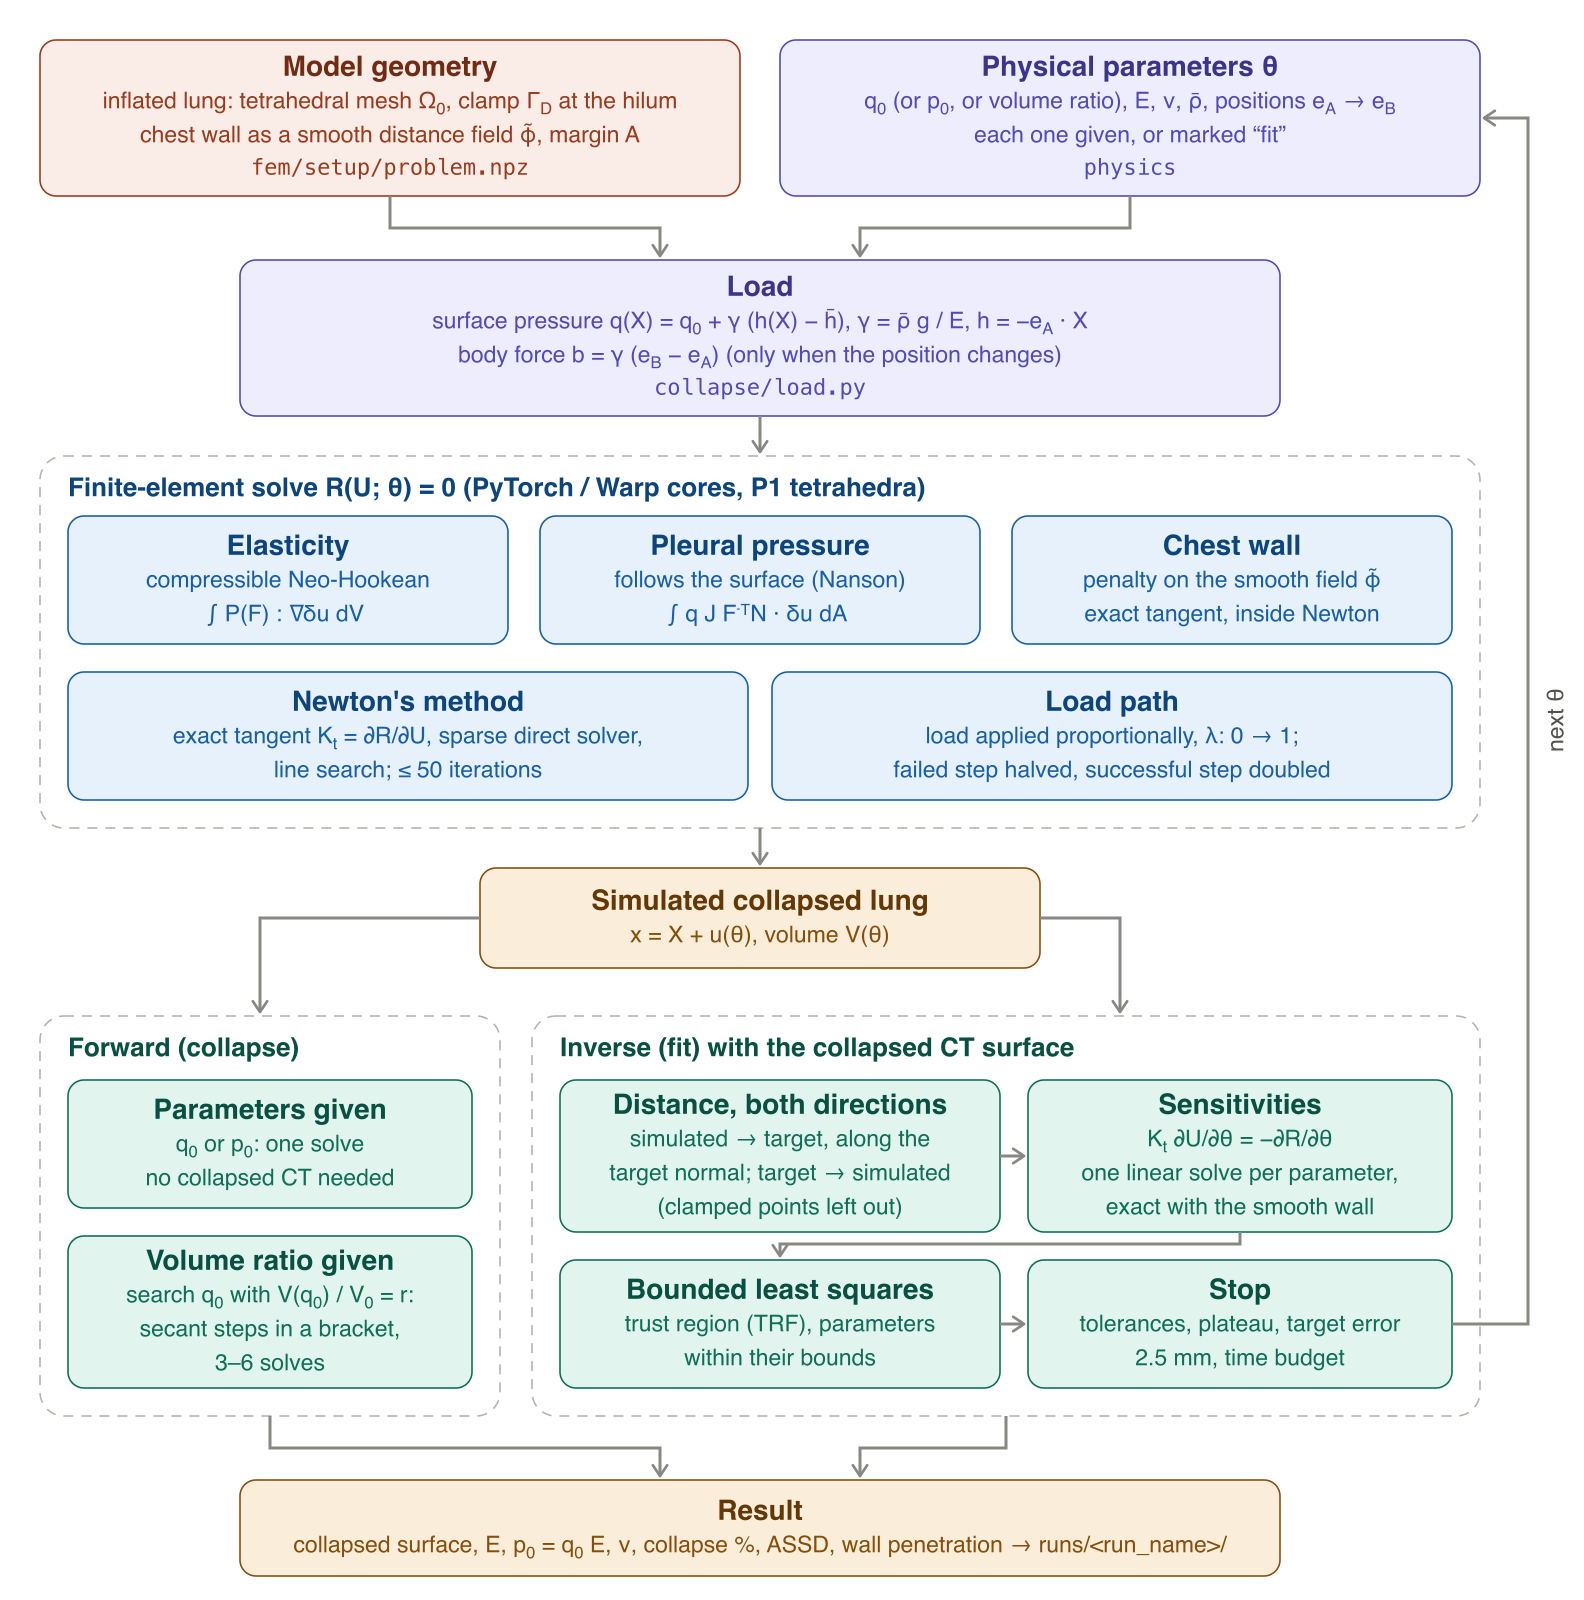 Model geometry
inflated lung: tetrahedral mesh Ω₀, clamp Γ_D at the hilum
chest wall as a smooth distance field φ̃, margin A
fem/setup/problem.npz
Physical parameters θ
q₀ (or p₀, or volume ratio), E, ν, ρ̄, positions e_A → e_B
each one given, or marked “fit”
physics
Load
surface pressure q(X) = q₀ + γ (h(X) − h̄), γ = ρ̄ g / E, h = −e_A · X
body force b = γ (e_B − e_A) (only when the position changes)
collapse/load.py
Finite-element solve R(U; θ) = 0 (PyTorch / Warp cores, P1 tetrahedra)
Elasticity
compressible Neo-Hookean
∫ P(F) : ∇δu dV
Pleural pressure
follows the surface (Nanson)
∫ q J F⁻ᵀN · δu dA
Chest wall
penalty on the smooth field φ̃
exact tangent, inside Newton
Newton's method
exact tangent Kₜ = ∂R/∂U, sparse direct solver,
line search; ≤ 50 iterations
Load path
load applied proportionally, λ: 0 → 1;
failed step halved, successful step doubled
next θ
Simulated collapsed lung
x = X + u(θ), volume V(θ)
Forward (collapse)
Parameters given
q₀ or p₀: one solve
no collapsed CT needed
Volume ratio given
search q₀ with V(q₀) / V₀ = r:
secant steps in a bracket,
3–6 solves
Inverse (fit) with the collapsed CT surface
Distance, both directions
simulated → target, along the
target normal; target → simulated
(clamped points left out)
Sensitivities
Kₜ ∂U/∂θ = −∂R/∂θ
one linear solve per parameter,
exact with the smooth wall
Bounded least squares
trust region (TRF), parameters
within their bounds
Stop
tolerances, plateau, target error
2.5 mm, time budget
Result
collapsed surface, E, p₀ = q₀ E, ν, collapse %, ASSD, wall penetration → runs/<run_name>/